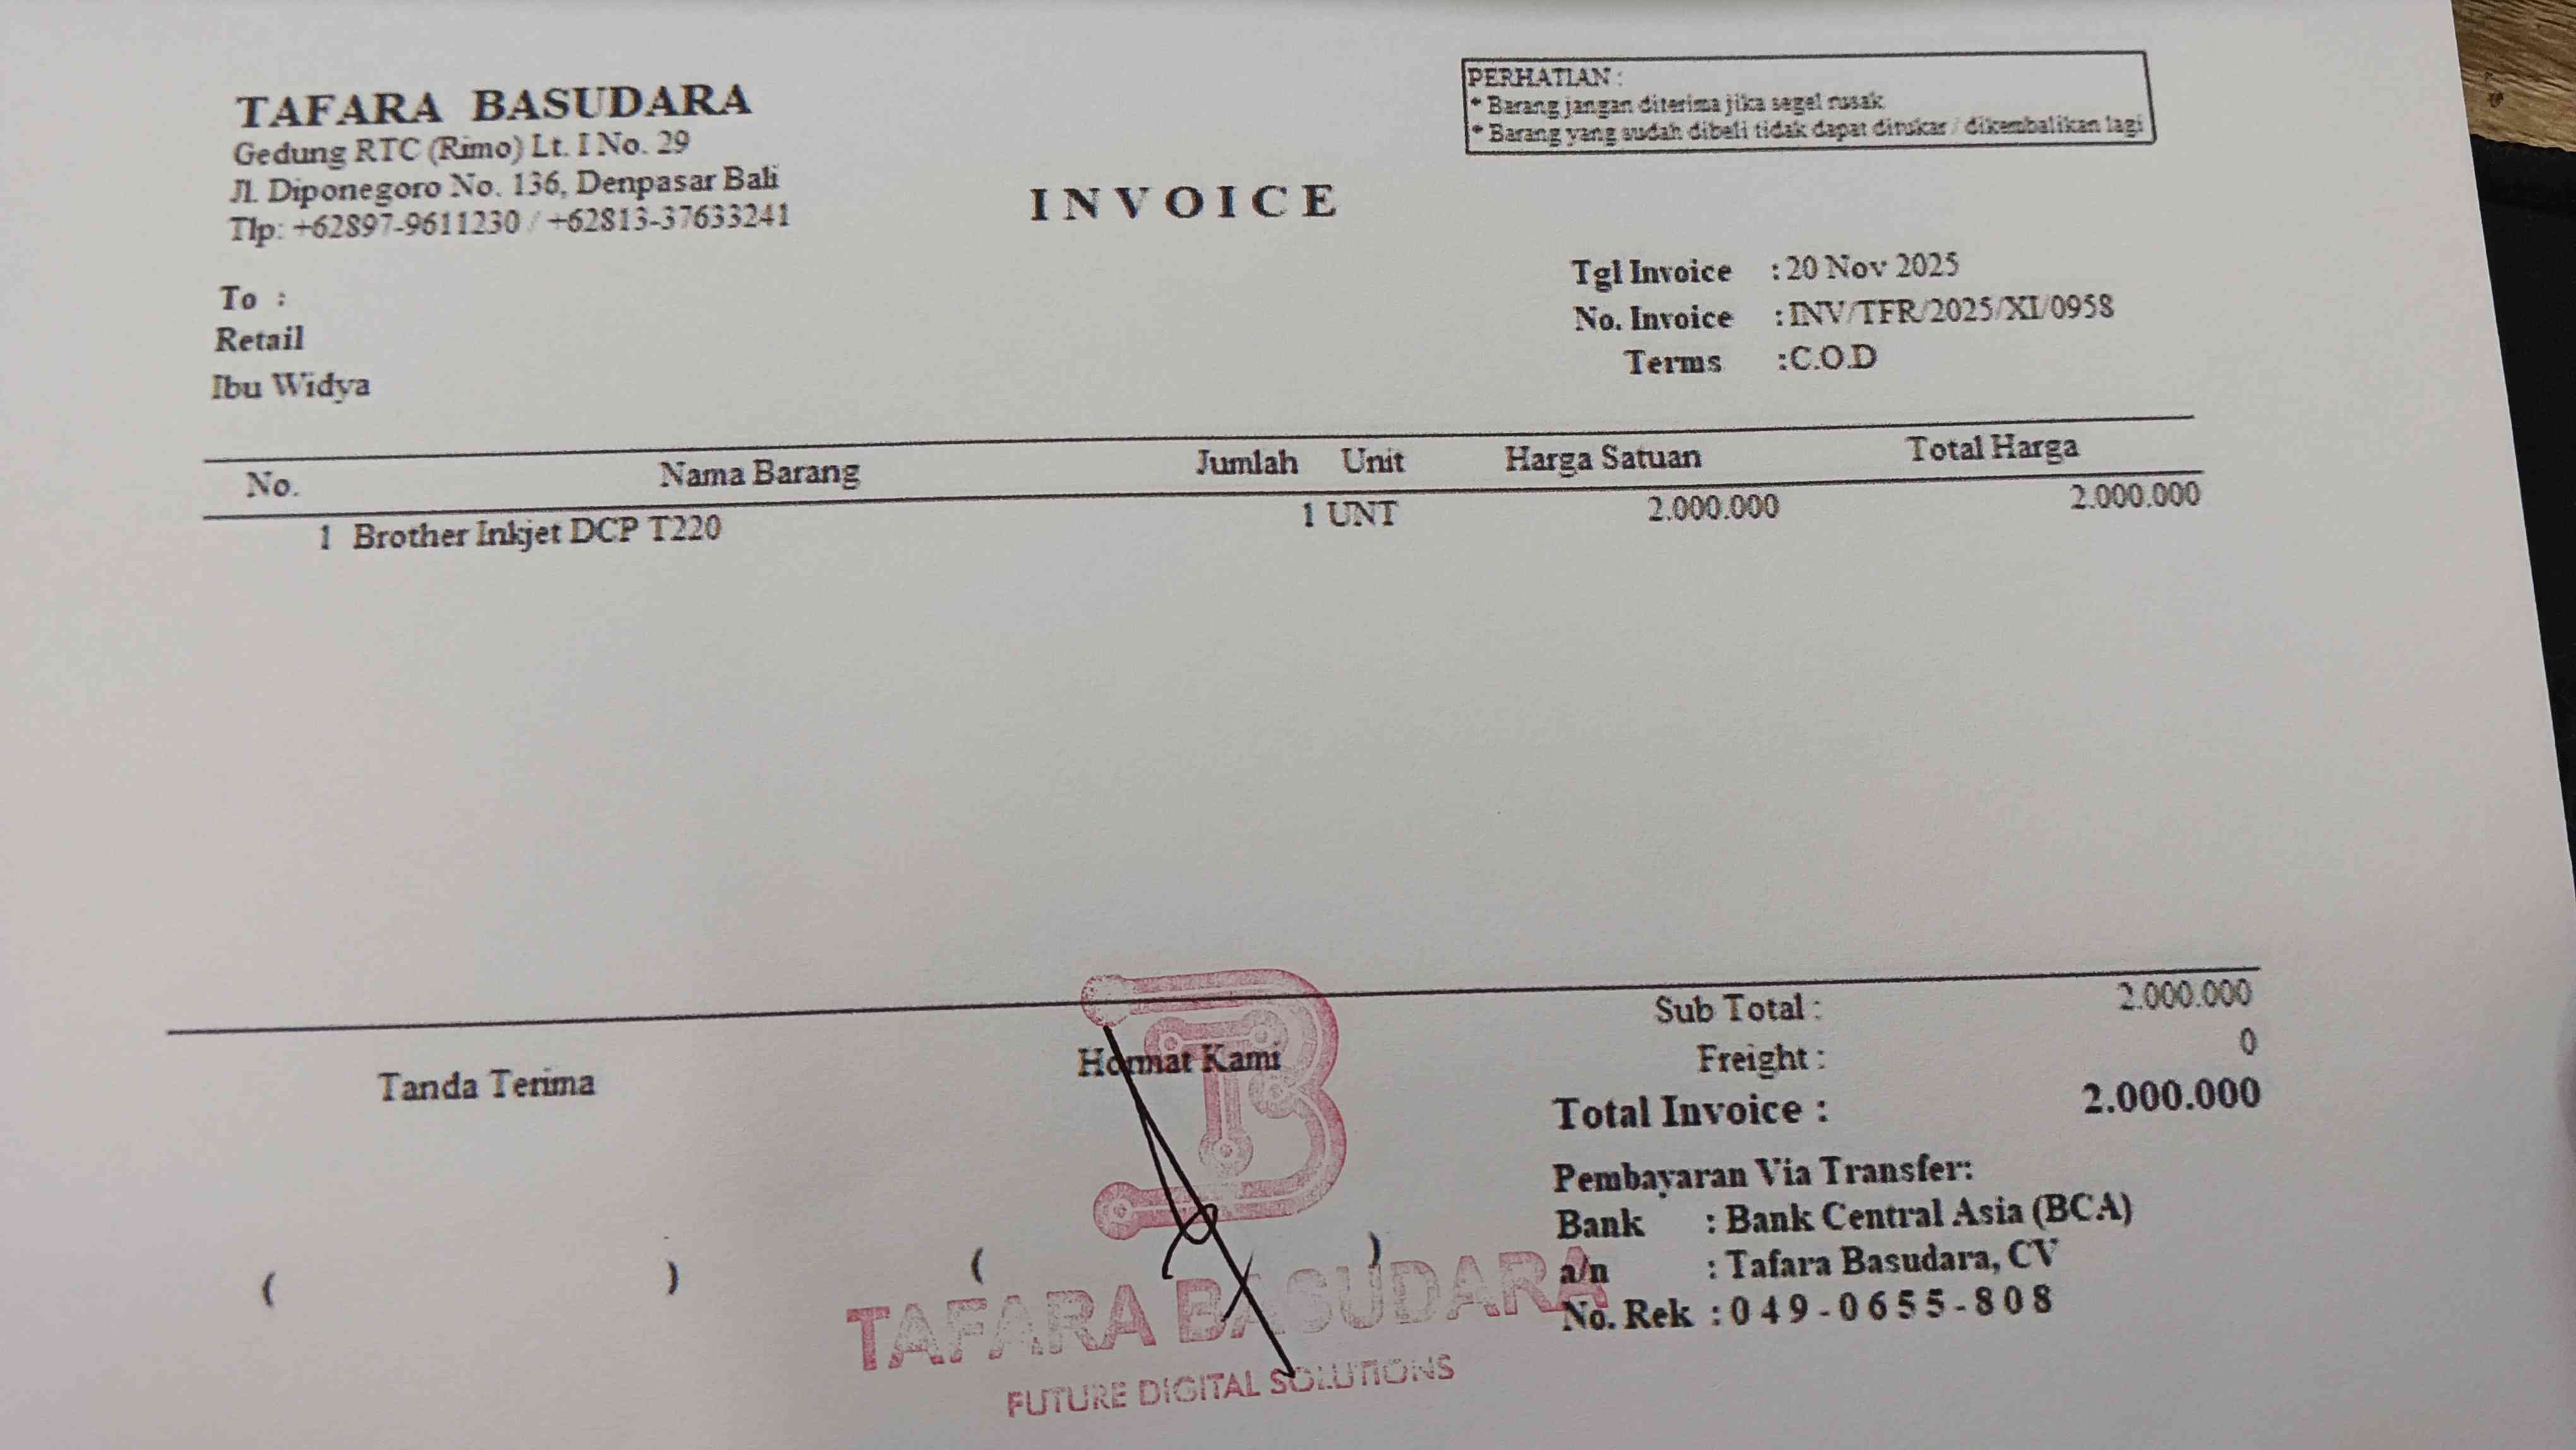 TAFARA BASUDARA
Gedung RTC (Rimo) Lt. I No. 29
Jl. Diponegoro No. 136, Denpasar Bali
Tlp: +62897-9611230 / +62813-37633241
PERHATIAN :
* Barang jangan diterima jika segel rusak
* Barang yang sudah dibeli tidak dapat ditukar / dikembalikan lagi
INVOICE
To :
Retail
Ibu Widya
Tgl Invoice : 20 Nov 2025
No. Invoice : INV/TFR/2025/XI/0958
Terms : C.O.D
No. Nama Barang Jumlah Unit Harga Satuan Total Harga
1 Brother Inkjet DCP T220 1 UNT 2.000.000 2.000.000
Sub Total : 2.000.000
Freight : 0
Total Invoice : 2.000.000
Tanda Terima
Hormat Kami
( )
( )
Pembayaran Via Transfer:
Bank : Bank Central Asia (BCA)
a/n : Tafara Basudara, CV
No. Rek : 049-0655-808
TAFARA BASUDARA
FUTURE DIGITAL SOLUTIONS